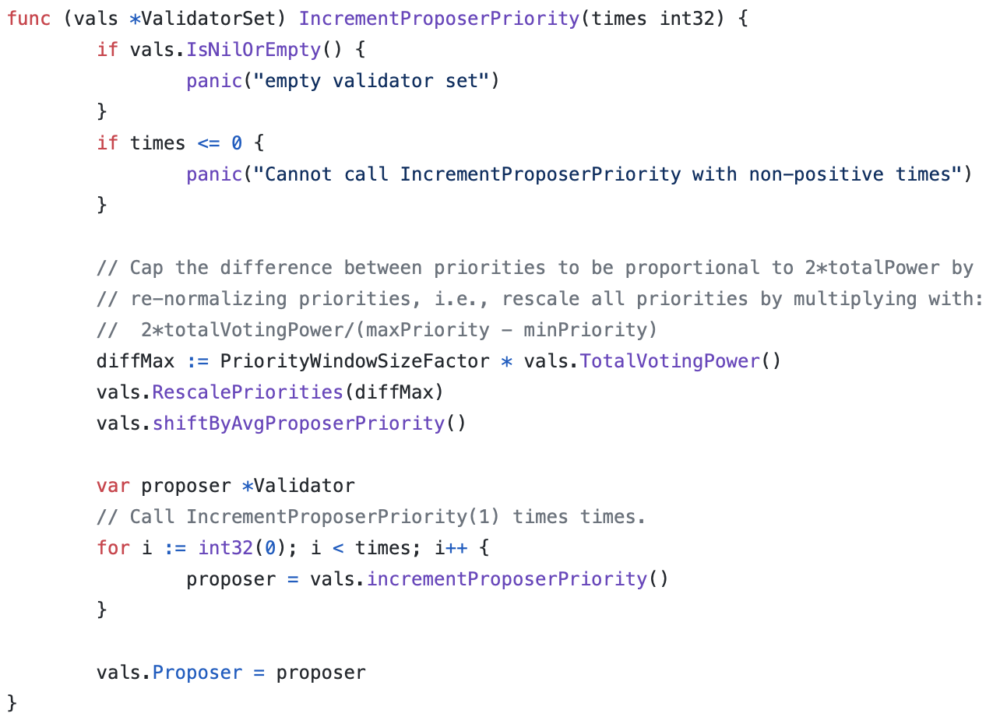 func (vals *ValidatorSet) IncrementProposerPriority(times int32) {
        if vals.IsNilOrEmpty() {
                panic("empty validator set")
        }
        if times <= 0 {
                panic("Cannot call IncrementProposerPriority with non-positive times")
        }

        // Cap the difference between priorities to be proportional to 2*totalPower by
        // re-normalizing priorities, i.e., rescale all priorities by multiplying with:
        //  2*totalVotingPower/(maxPriority - minPriority)
        diffMax := PriorityWindowSizeFactor * vals.TotalVotingPower()
        vals.RescalePriorities(diffMax)
        vals.shiftByAvgProposerPriority()

        var proposer *Validator
        // Call IncrementProposerPriority(1) times times.
        for i := int32(0); i < times; i++ {
                proposer = vals.incrementProposerPriority()
        }

        vals.Proposer = proposer
}